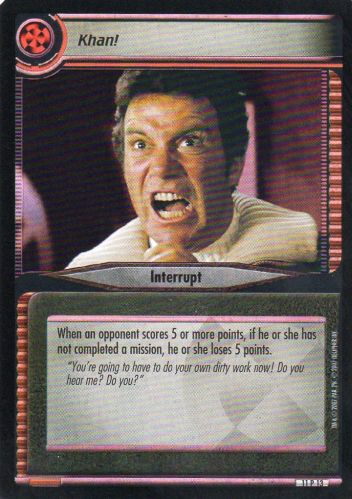 Khan!
Interrupt
When an opponent scores 5 or more points, if he or she has
not completed a mission, he or she loses 5 points.
“You're going to have to do your own dirty work now! Do you
hear me? Do you?”
11 P 13